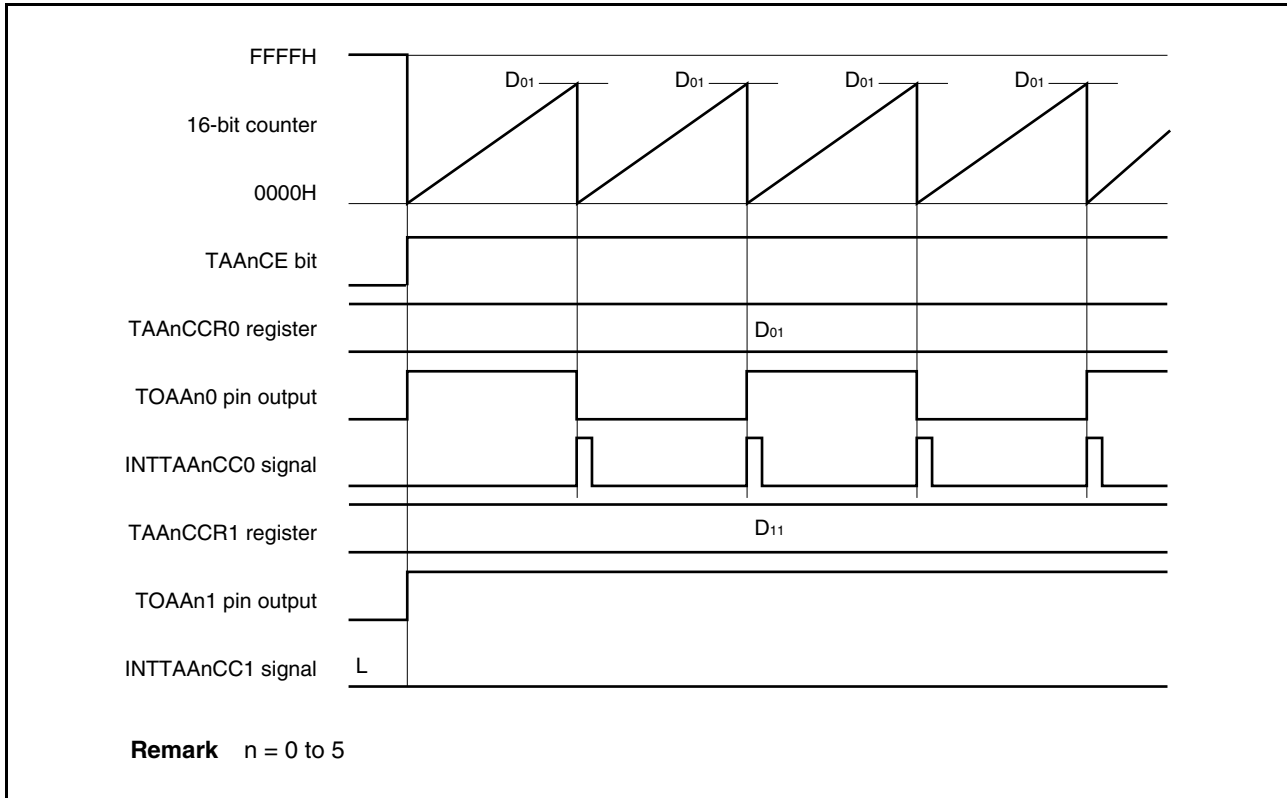 FFFFH
D01 D01 D01 D01
16-bit counter
0000H
TAAnCE bit
TAAnCCR0 register D01
TOAAn0 pin output
INTTAAnCC0 signal
TAAnCCR1 register D11
TOAAn1 pin output
INTTAAnCC1 signal L
Remark n = 0 to 5